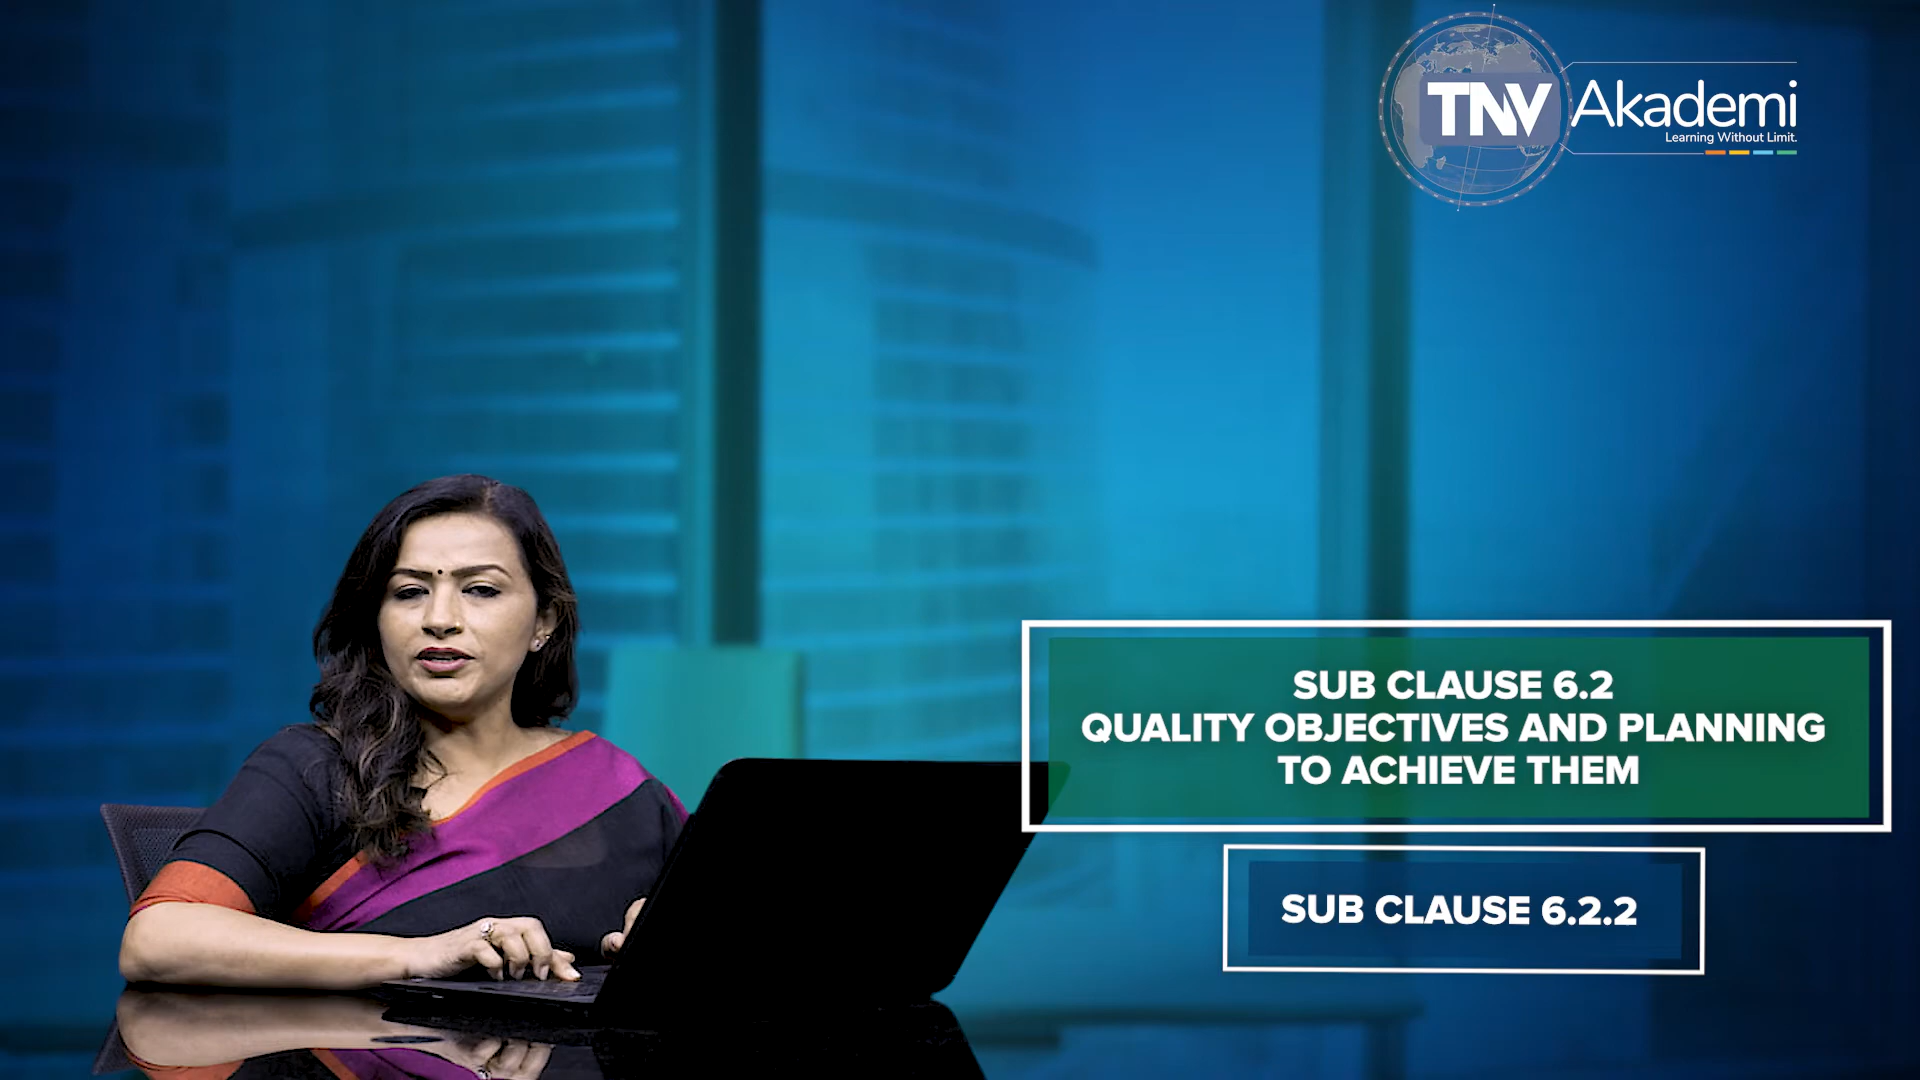 TNV Akademi
Learning Without Limit.
SUB CLAUSE 6.2
QUALITY OBJECTIVES AND PLANNING
TO ACHIEVE THEM
SUB CLAUSE 6.2.2